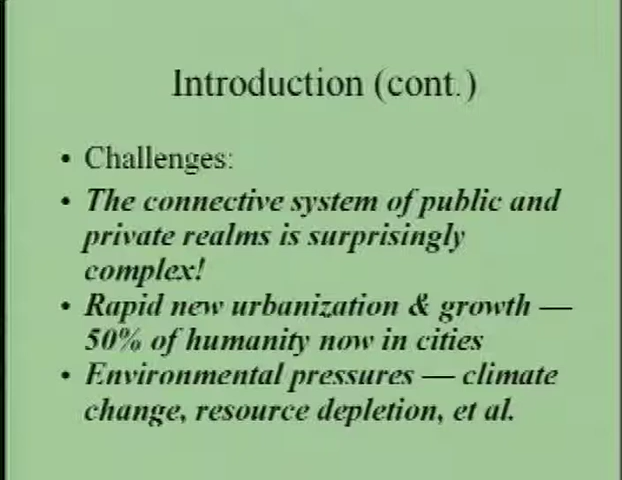 Introduction (cont.)
• Challenges:
• The connective system of public and
private realms is surprisingly
complex!
• Rapid new urbanization & growth —
50% of humanity now in cities
• Environmental pressures — climate
change, resource depletion, et al.